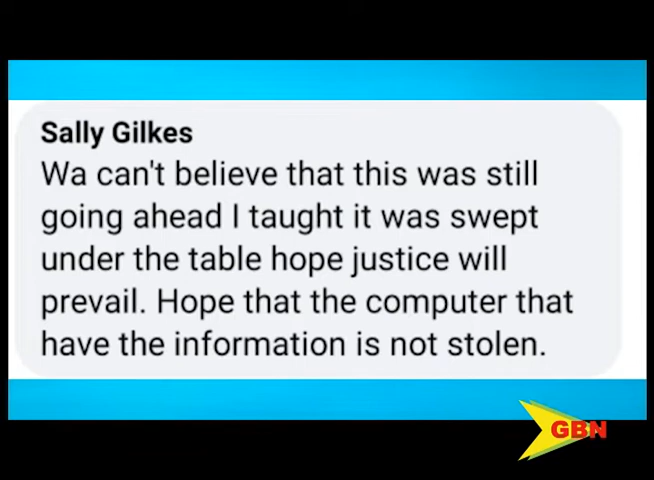 Sally Gilkes
Wa can't believe that this was still
going ahead I taught it was swept
under the table hope justice will
prevail. Hope that the computer that
have the information is not stolen.
GBN